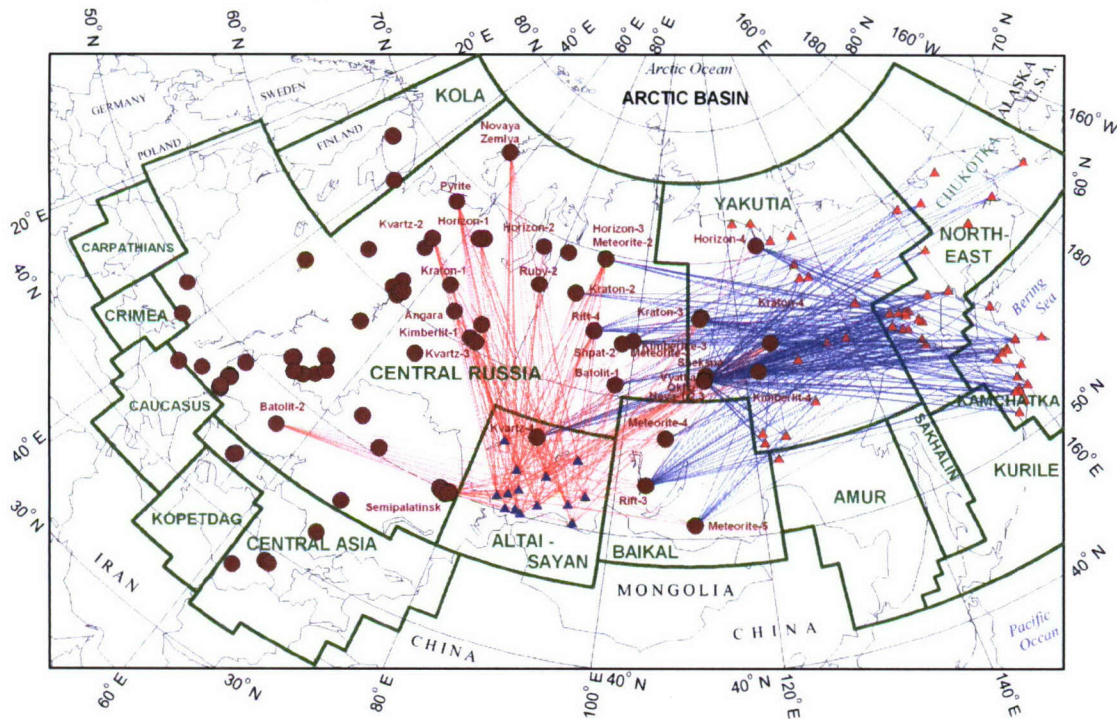 50° N
60° N
70° N
20° E
80° N
40° E
60° E
80° E
160° E
180
80° N
160° W
70° N
Arctic Ocean
ARCTIC BASIN
ALASKA
U.S.A.
160° W
60° N
GERMANY
SWEDEN
KOLA
POLAND
FINLAND
Novaya
Zemlya
CHUKOTKA
Pyrite
YAKUTIA
20° E
Kvartz-2
Horizon-1
Horizon-2
Horizon-3
Meteorite-2
Horizon-4
NORTH-
EAST
180
CARPATHIANS
40° N
Kraton-1
Ruby-2
Kraton-2
Kraton-4
Bering
Sea
CRIMEA
Angara
Rift-4
Kraton-3
Kimberlit-1
Kimberlit-3
Kvartz-3
Shpat-2
CENTRAL RUSSIA
Batolit-1
CAUCASUS
Batolit-2
Kimberlit-4
KAMCHATKA
50° N
40° E
Kvartz-4
Meteorite-4
SAKHALIN
160° E
KURILE
30° N
KOPETDAG
Semipalatinsk
Rift-3
AMUR
CENTRAL ASIA
ALTAI -
SAYAN
BAIKAL
Meteorite-5
40° N
IRAN
MONGOLIA
CHINA
CHINA
Pacific
Ocean
60° E
30° N
70° E
100° E
40° N
120° E
140° E